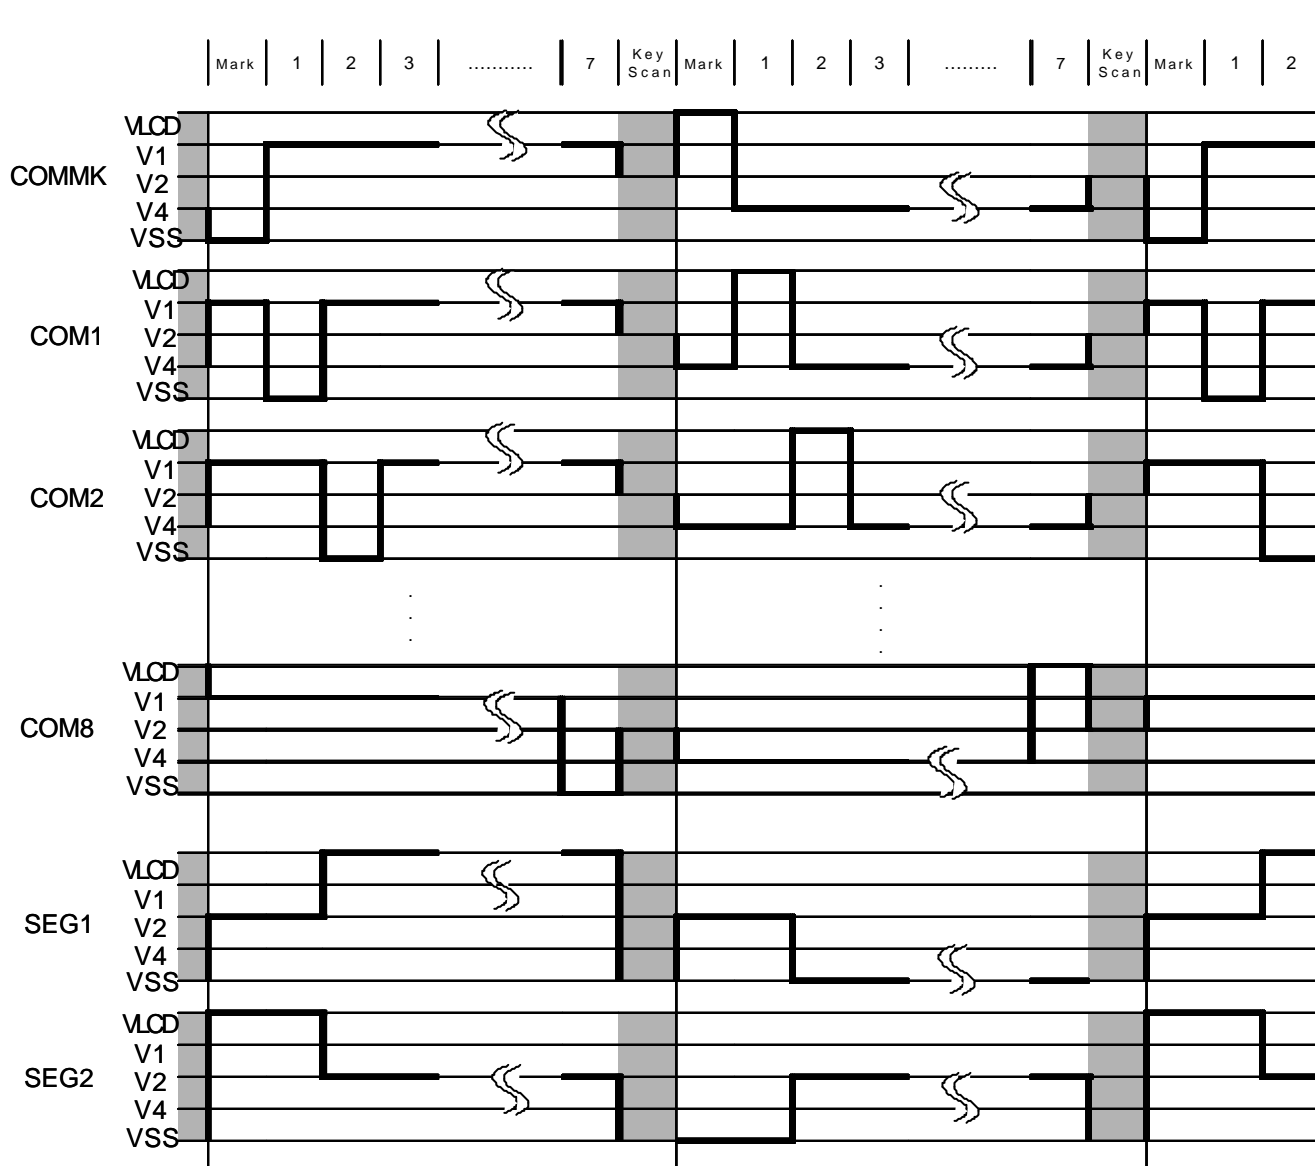 Mark 1 2 3 ........... 7 Key Scan Mark 1 2 3 ......... 7 Key Scan Mark 1 2
COMMK
VLCD
V1
V2
V4
VSS
COM1
VLCD
V1
V2
V4
VSS
COM2
VLCD
V1
V2
V4
VSS
COM8
VLCD
V1
V2
V4
VSS
SEG1
VLCD
V1
V2
V4
VSS
SEG2
VLCD
V1
V2
V4
VSS